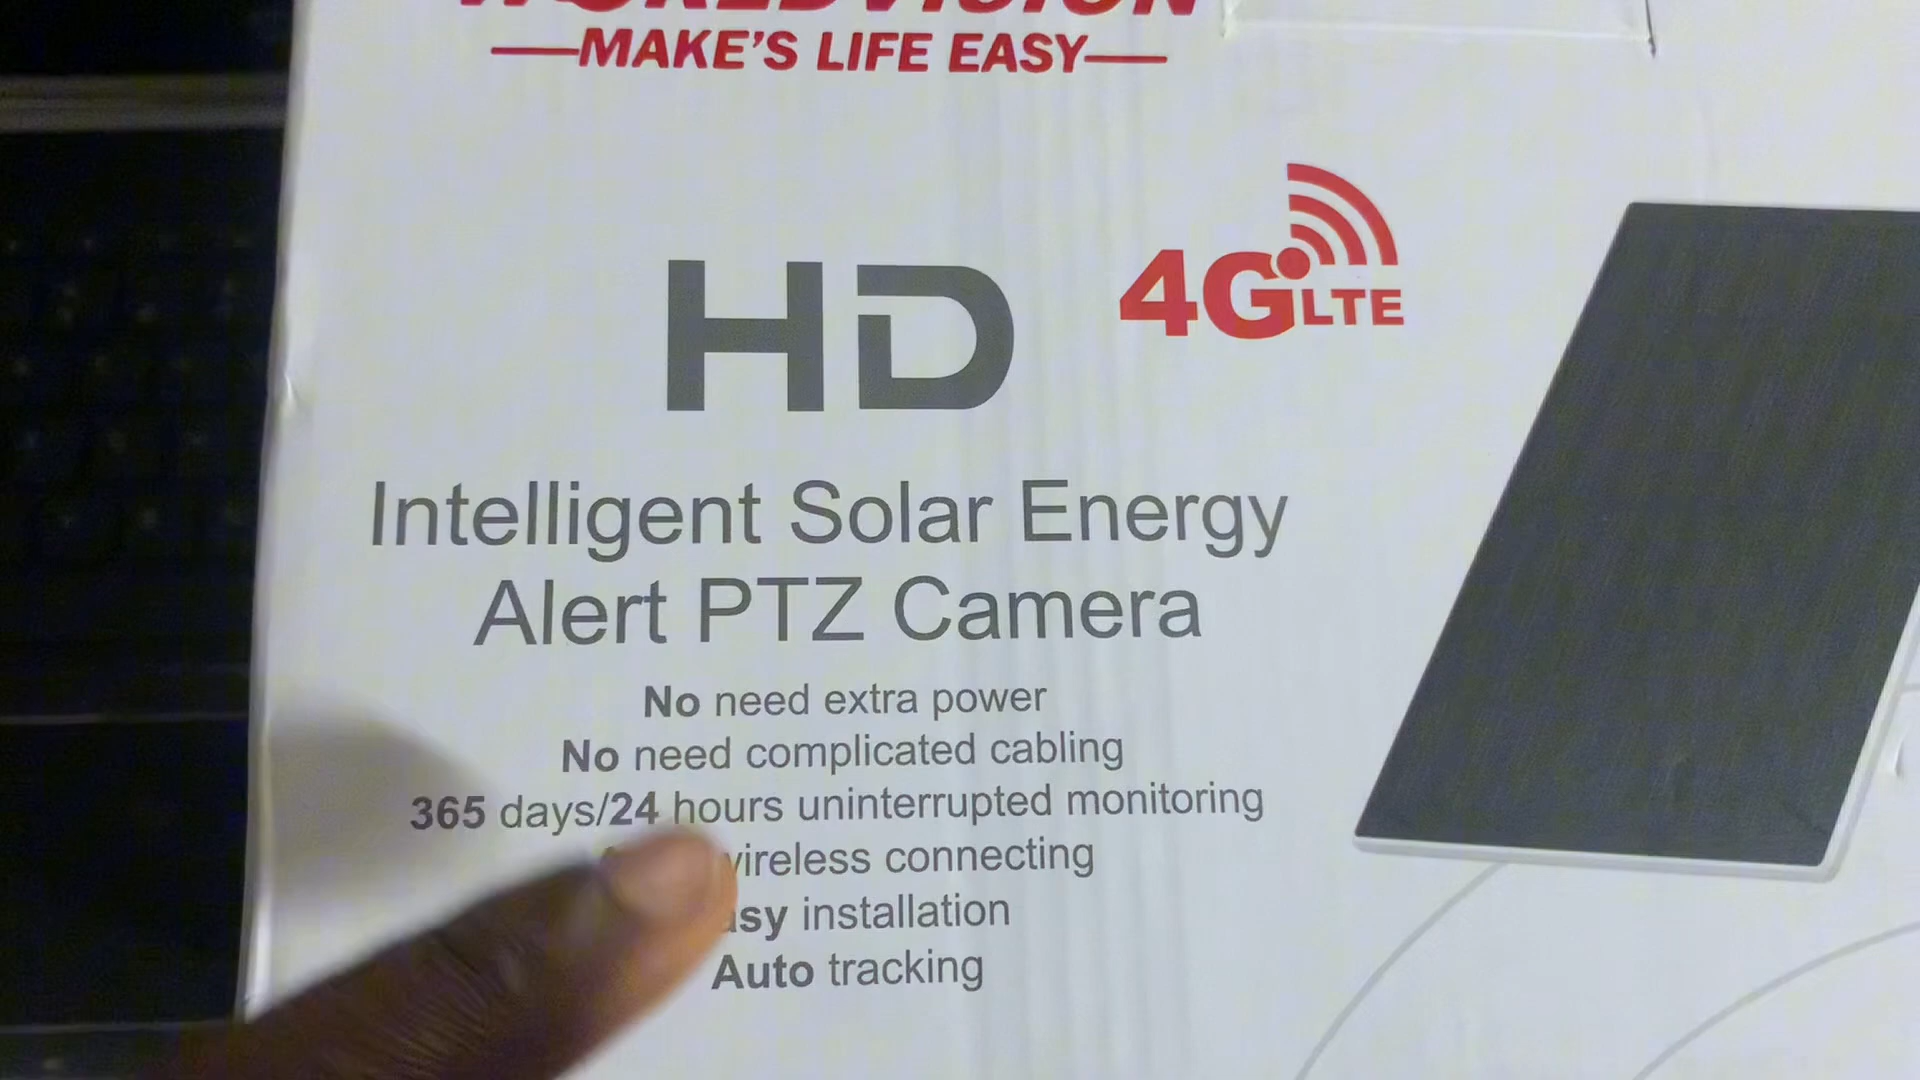 WORLDVISION
MAKE'S LIFE EASY
HD
4G LTE
Intelligent Solar Energy
Alert PTZ Camera
No need extra power
No need complicated cabling
365 days/24 hours uninterrupted monitoring
wireless connecting
installation
Auto tracking